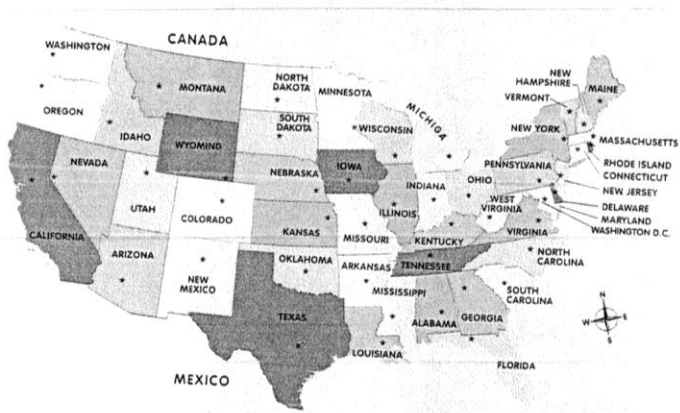 WASHINGTON
CANADA
MONTANA
NORTH
DAKOTA
MINNESOTA
NEW
HAMPSHIRE
VERMONT
MAINE
OREGON
IDAHO
WYOMING
SOUTH
DAKOTA
WISCONSIN
MICHIGA
NEW YORK
MASSACHUSETTS
RHODE ISLAND
CONNECTICUT
NEW JERSEY
DELAWARE
MARYLAND
WASHINGTON D.C.
NEVADA
UTAH
COLORADO
NEBRASKA
IOWA
ILLINOIS
INDIANA
OHIO
PENNSYLVANIA
WEST
VIRGINIA
VIRGINIA
CALIFORNIA
ARIZONA
NEW
MEXICO
KANSAS
MISSOURI
KENTUCKY
NORTH
CAROLINA
OKLAHOMA
ARKANSAS
TENNESSEE
SOUTH
CAROLINA
TEXAS
LOUISIANA
MISSISSIPPI
ALABAMA
GEORGIA
FLORIDA
MEXICO
N
W E
S